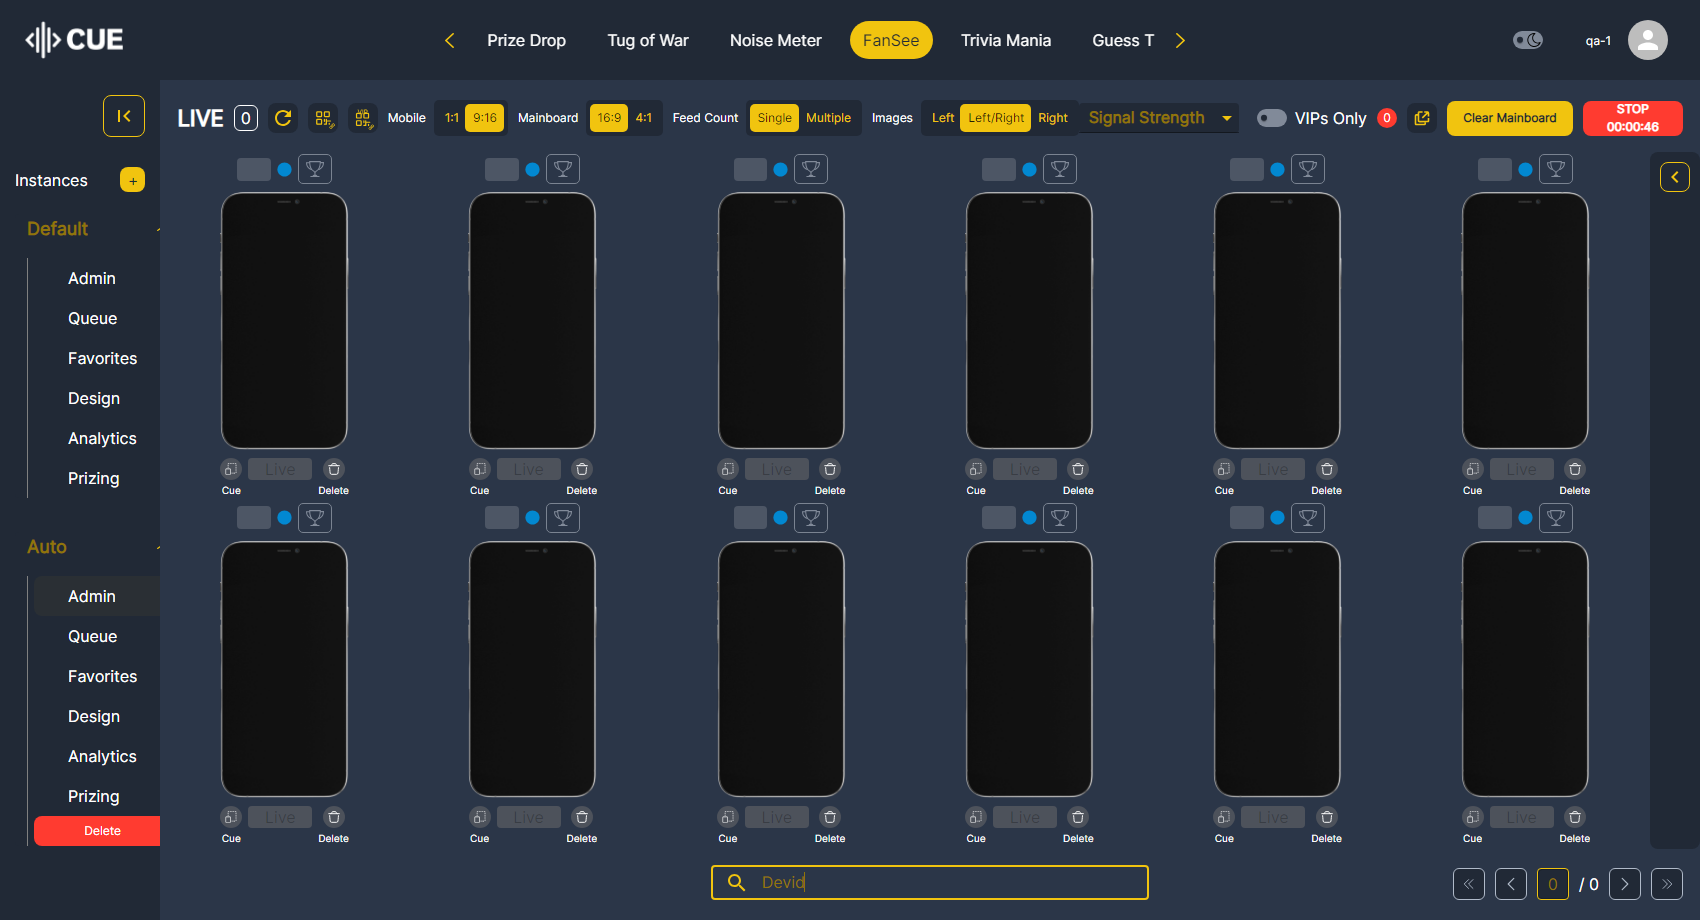 CUE
Prize Drop Tug of War Noise Meter FanSee Trivia Mania Guess T
qa-1
LIVE 0 Mobile 1:1 9:16 Mainboard 16:9 4:1 Feed Count Single Multiple Images Left Left/Right Right Signal Strength VIPs Only 0 Clear Mainboard STOP
00:00:46
Instances +
Default
Admin
Queue
Favorites
Design
Analytics
Prizing
Live Live Live Live Live Live
Cue Delete Cue Delete Cue Delete Cue Delete Cue Delete Cue Delete
Auto
Admin
Queue
Favorites
Design
Analytics
Prizing
Delete
Live Live Live Live Live Live
Cue Delete Cue Delete Cue Delete Cue Delete Cue Delete Cue Delete
Devid
0 / 0